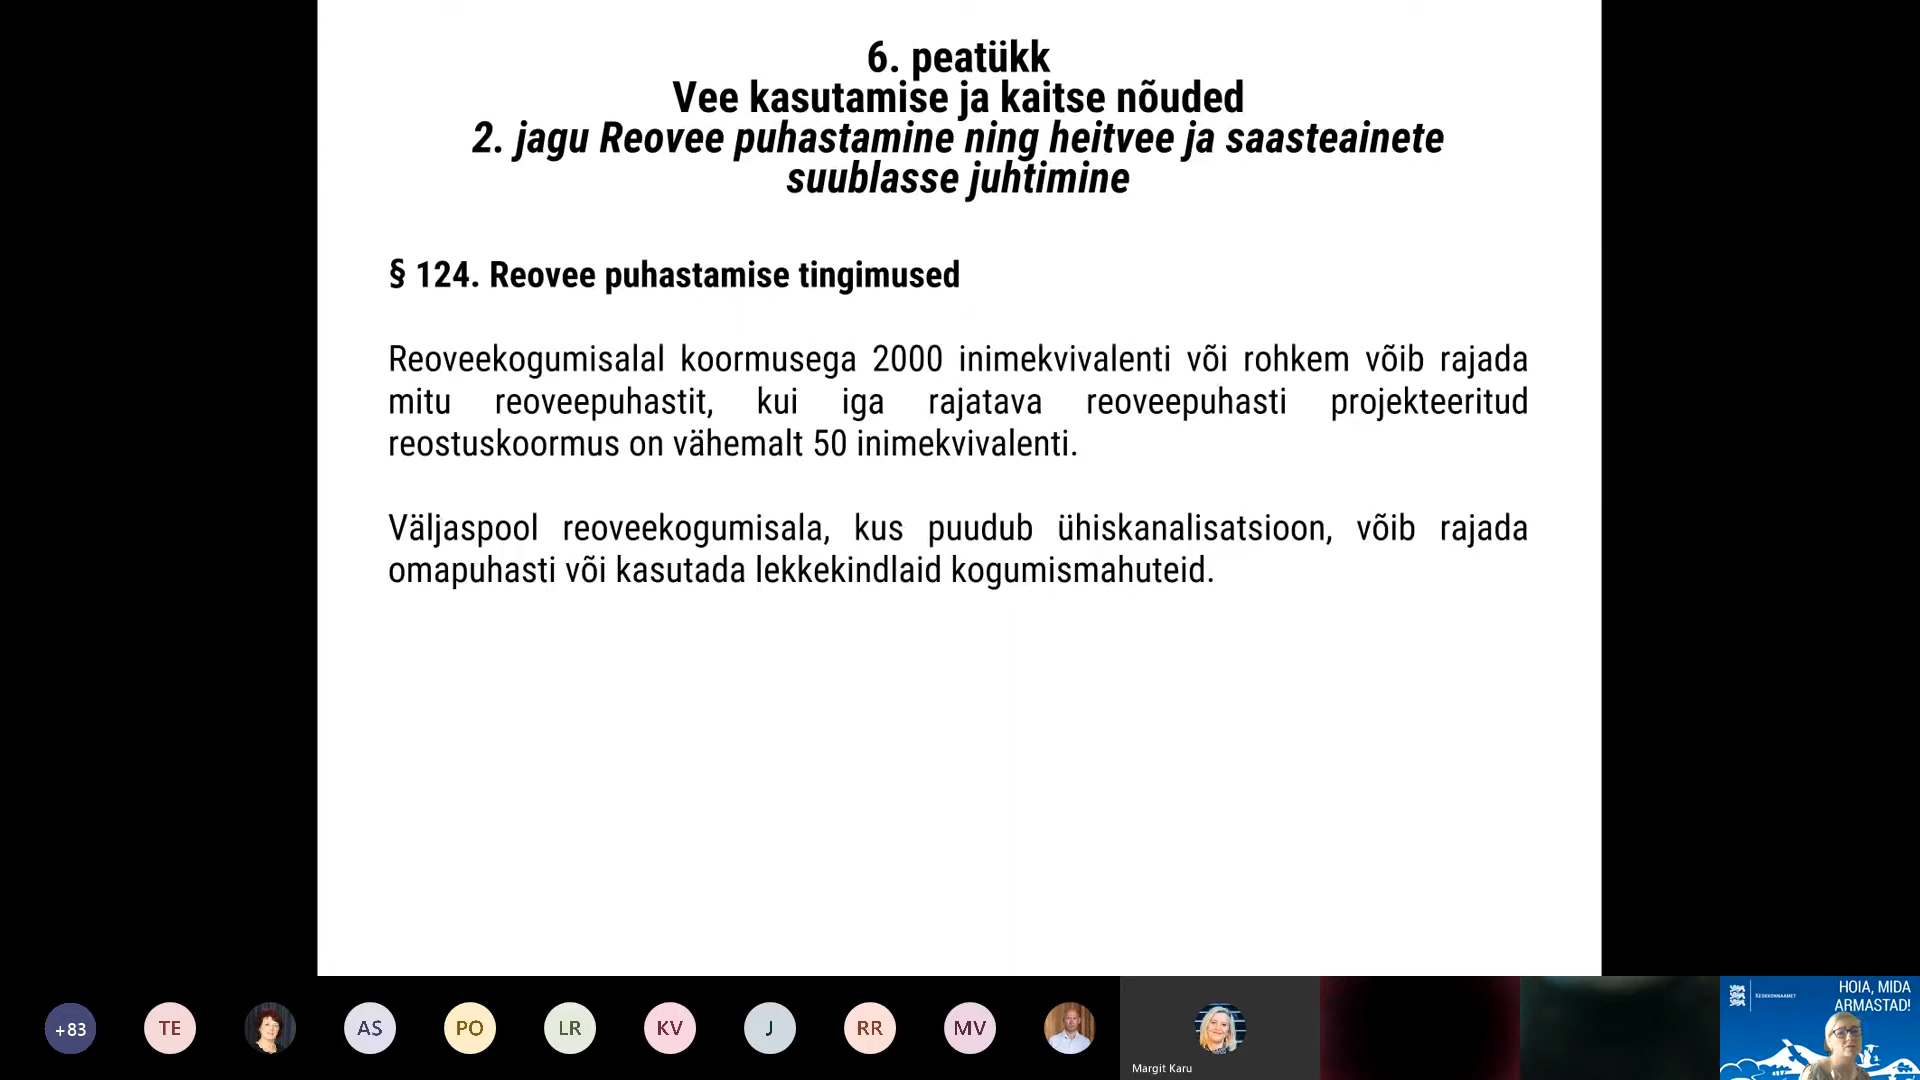 6. peatükk
Vee kasutamise ja kaitse nõuded
2. jagu Reovee puhastamine ning heitvee ja saasteainete
suublasse juhtimine
§ 124. Reovee puhastamise tingimused
Reoveekogumisalal koormusega 2000 inimekvivalenti või rohkem võib rajada
mitu reoveepuhastit, kui iga rajatava reoveepuhasti projekteeritud
reostuskoormus on vähemalt 50 inimekvivalenti.
Väljaspool reoveekogumisala, kus puudub ühiskanalisatsioon, võib rajada
omapuhasti või kasutada lekkekindlaid kogumismahuteid.
+83
TE
AS
PO
LR
KV
J
RR
MV
Margit Karu
KESKKONNAAMET
HOIA, MIDA
ARMASTAD!